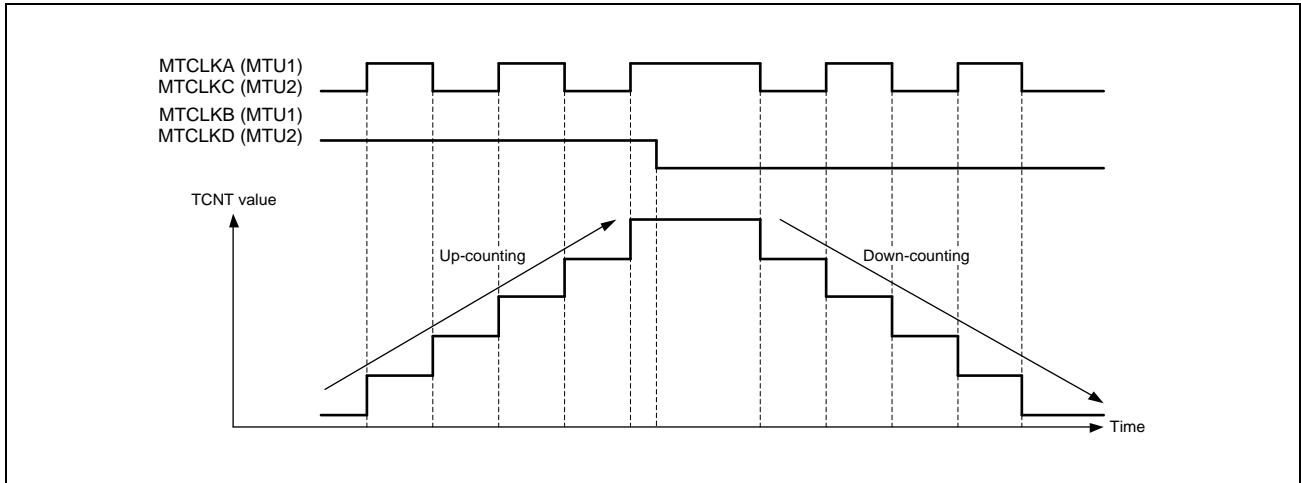 MTCLKA (MTU1)
MTCLKC (MTU2)
MTCLKB (MTU1)
MTCLKD (MTU2)
TCNT value
Up-counting
Down-counting
Time